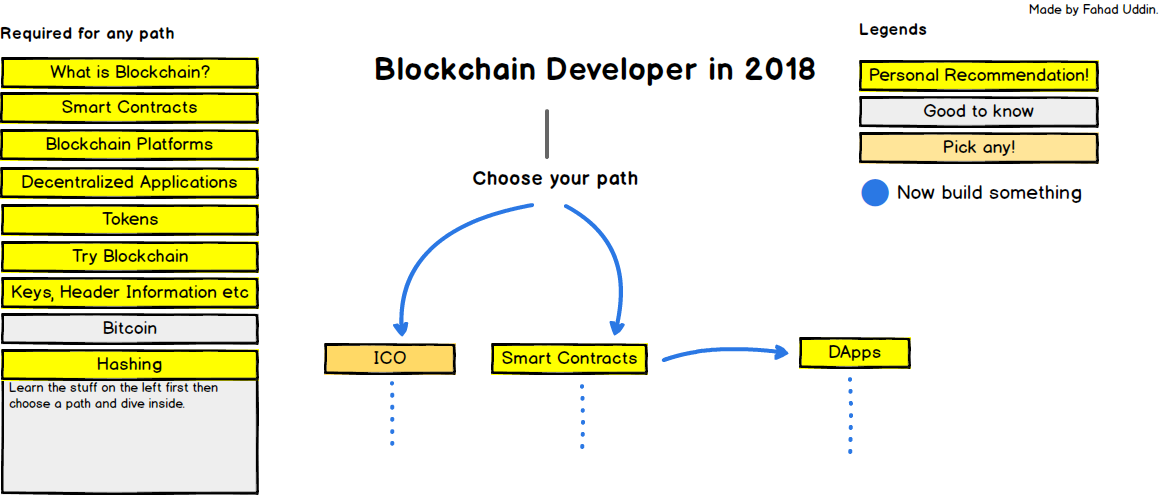 Made by Fahad Uddin.
Required for any path
What is Blockchain?
Smart Contracts
Blockchain Platforms
Decentralized Applications
Tokens
Try Blockchain
Keys, Header Information etc
Bitcoin
Hashing
Learn the stuff on the left first then
choose a path and dive inside.
Blockchain Developer in 2018
Choose your path
ICO
Smart Contracts
DApps
Legends
Personal Recommendation!
Good to know
Pick any!
Now build something